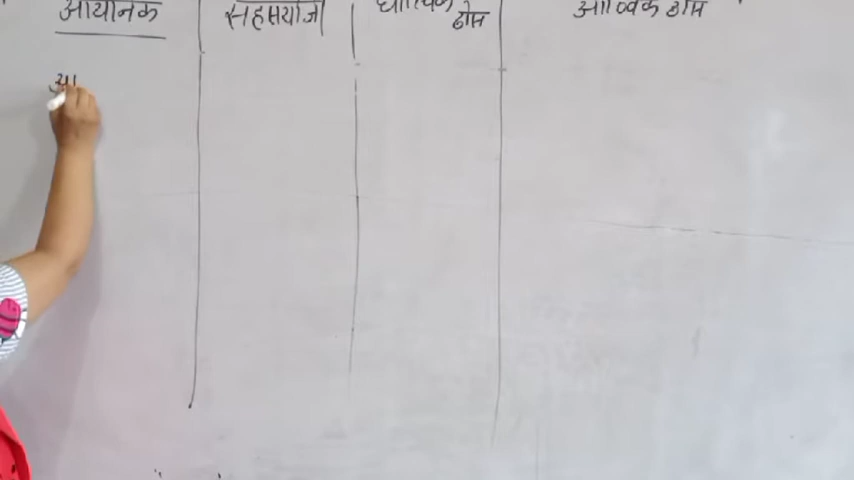 आयनिक
सहसंयोजी
धात्विक
ठोस
आण्विक ठोस